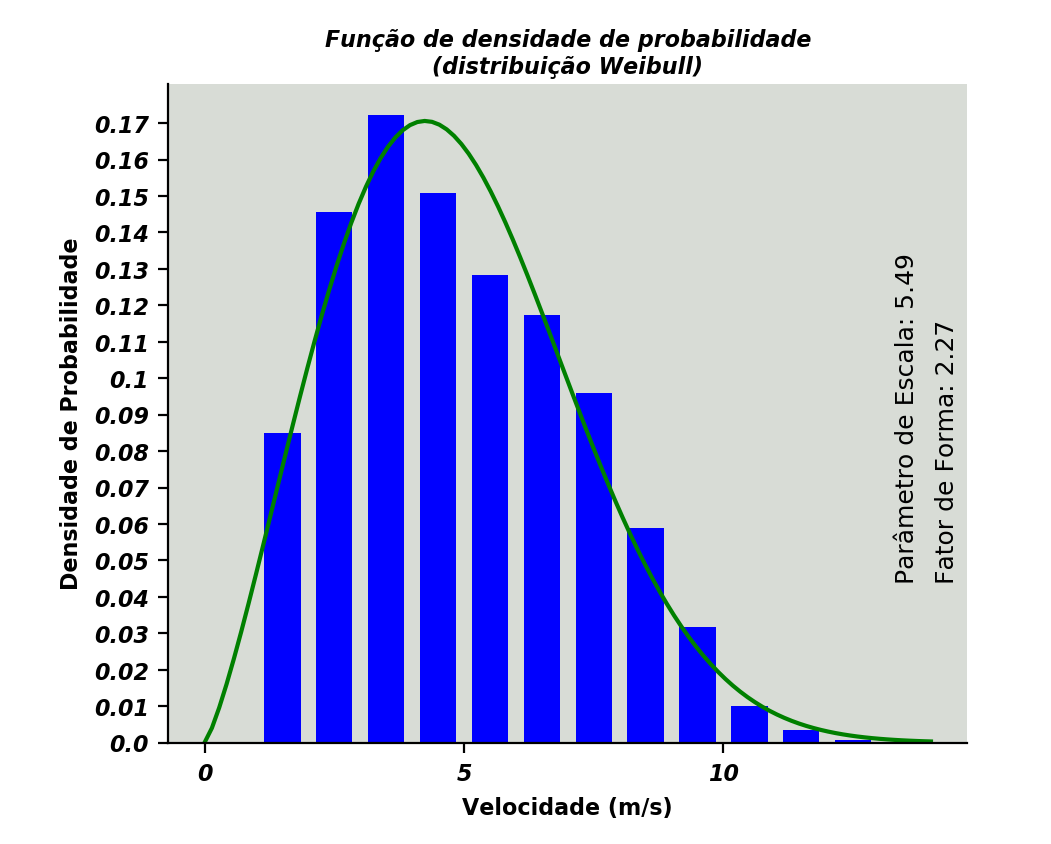 Função de densidade de probabilidade
(distribuição Weibull)
Densidade de Probabilidade
0.17
0.16
0.15
0.14
0.13
0.12
0.11
0.1
0.09
0.08
0.07
0.06
0.05
0.04
0.03
0.02
0.01
0.0
Parâmetro de Escala: 5.49
Fator de Forma: 2.27
0 5 10
Velocidade (m/s)